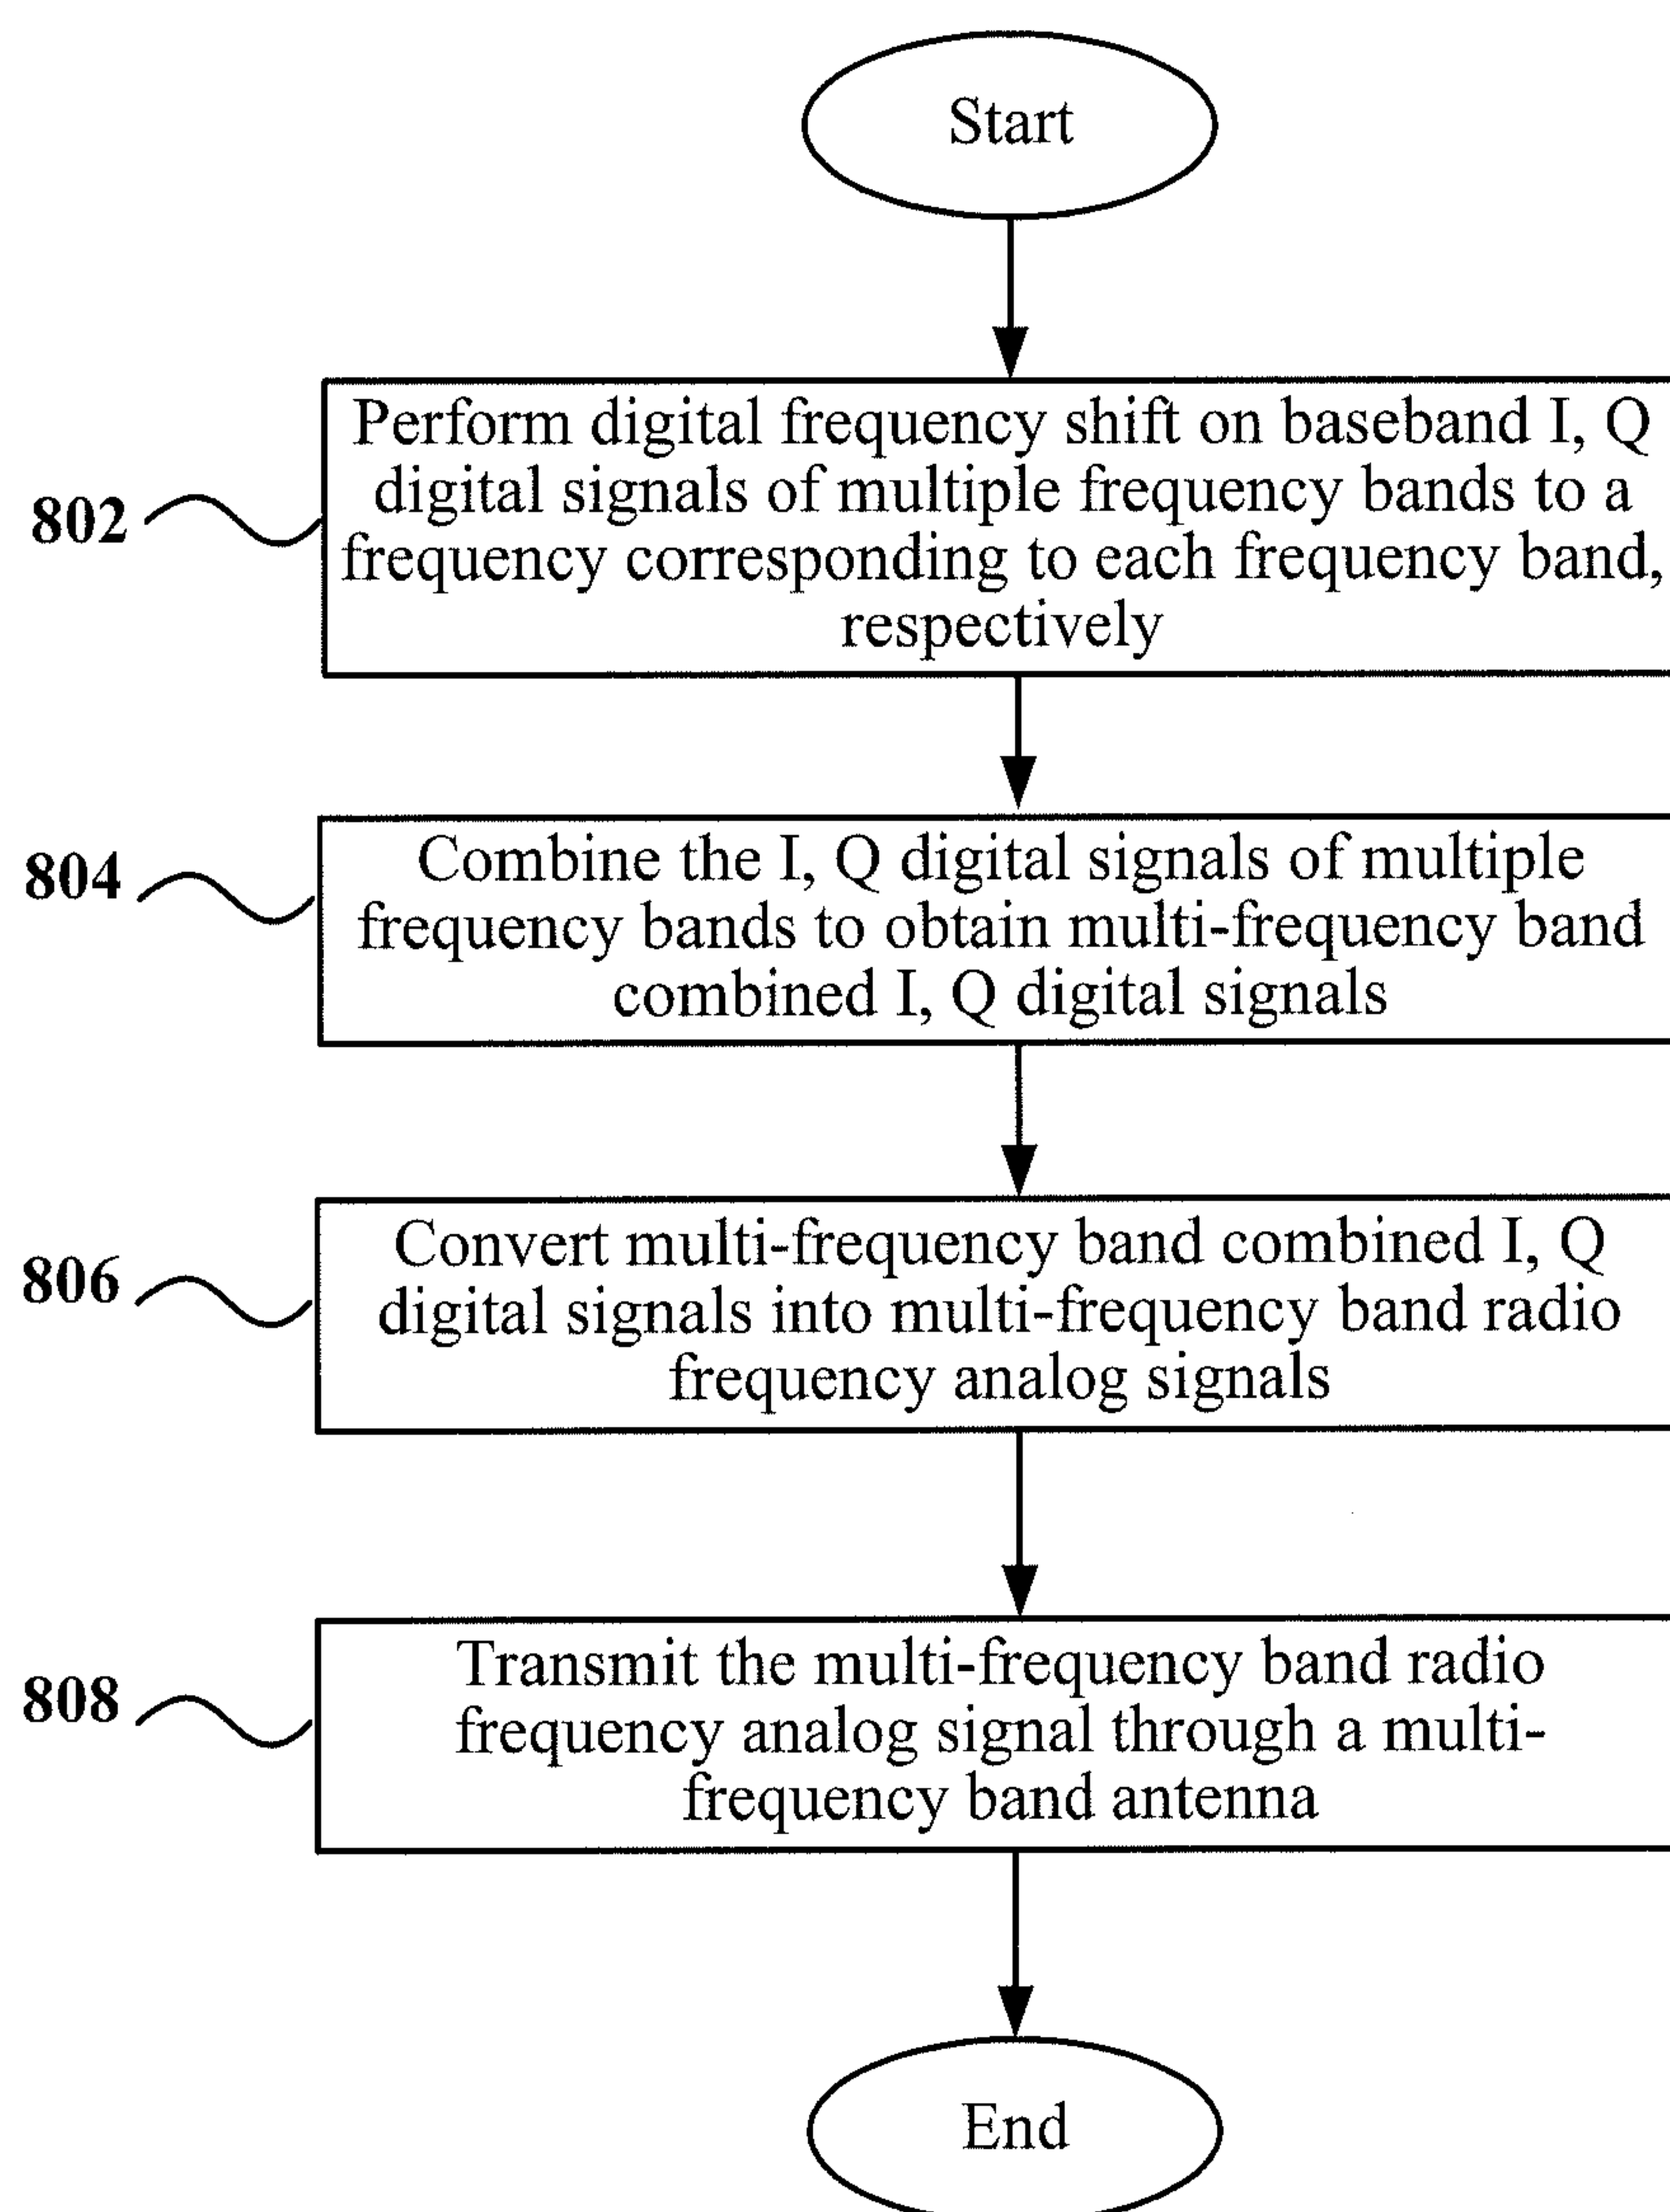 Start
802
Perform digital frequency shift on baseband I, Q
digital signals of multiple frequency bands to a
frequency corresponding to each frequency band,
respectively
804
Combine the I, Q digital signals of multiple
frequency bands to obtain multi-frequency band
combined I, Q digital signals
806
Convert multi-frequency band combined I, Q
digital signals into multi-frequency band radio
frequency analog signals
808
Transmit the multi-frequency band radio
frequency analog signal through a multi-
frequency band antenna
End